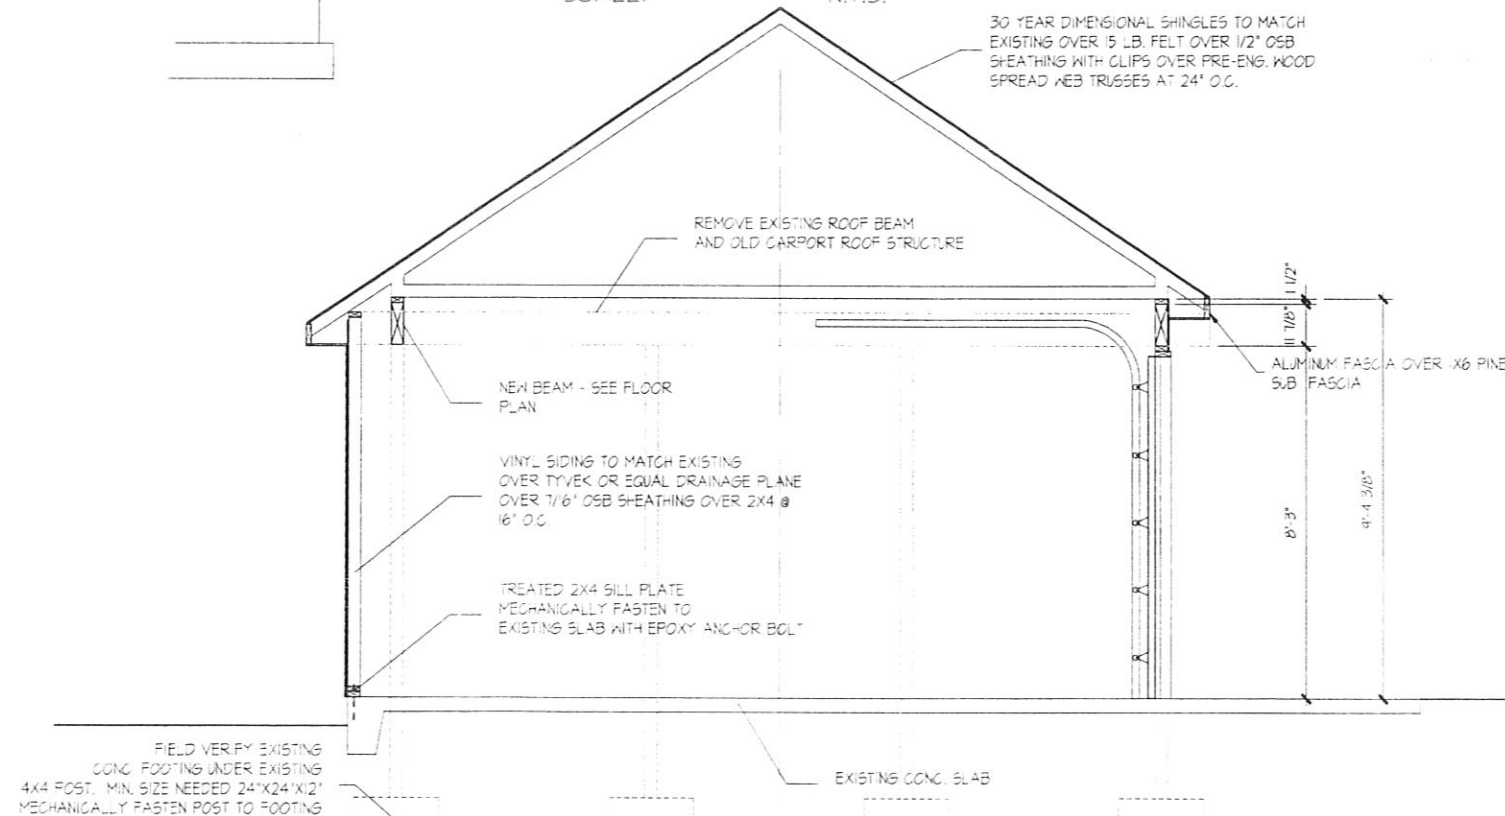 N.T.S.
30 YEAR DIMENSIONAL SHINGLES TO MATCH
EXISTING OVER 15 LB. FELT OVER 1/2" OSB
SHEATHING WITH CLIPS OVER PRE-ENG. WOOD
SPREAD WEB TRUSSES AT 24" O.C.
REMOVE EXISTING ROOF BEAM
AND OLD CARPORT ROOF STRUCTURE
1 1/2"
11 7/8"
ALUMINUM FASCIA OVER 1X6 PINE
SUB FASCIA
NEW BEAM - SEE FLOOR
PLAN
VINYL SIDING TO MATCH EXISTING
OVER TYVEK OR EQUAL DRAINAGE PLANE
OVER 7/16" OSB SHEATHING OVER 2X4 @
16" O.C.
8'-3"
9'-4 3/8"
TREATED 2X4 SILL PLATE
MECHANICALLY FASTEN TO
EXISTING SLAB WITH EPOXY ANCHOR BOLT
FIELD VERIFY EXISTING
CONC. FOOTING UNDER EXISTING
4X4 POST. MIN. SIZE NEEDED 24"X24"X12"
MECHANICALLY FASTEN POST TO FOOTING
EXISTING CONC. SLAB